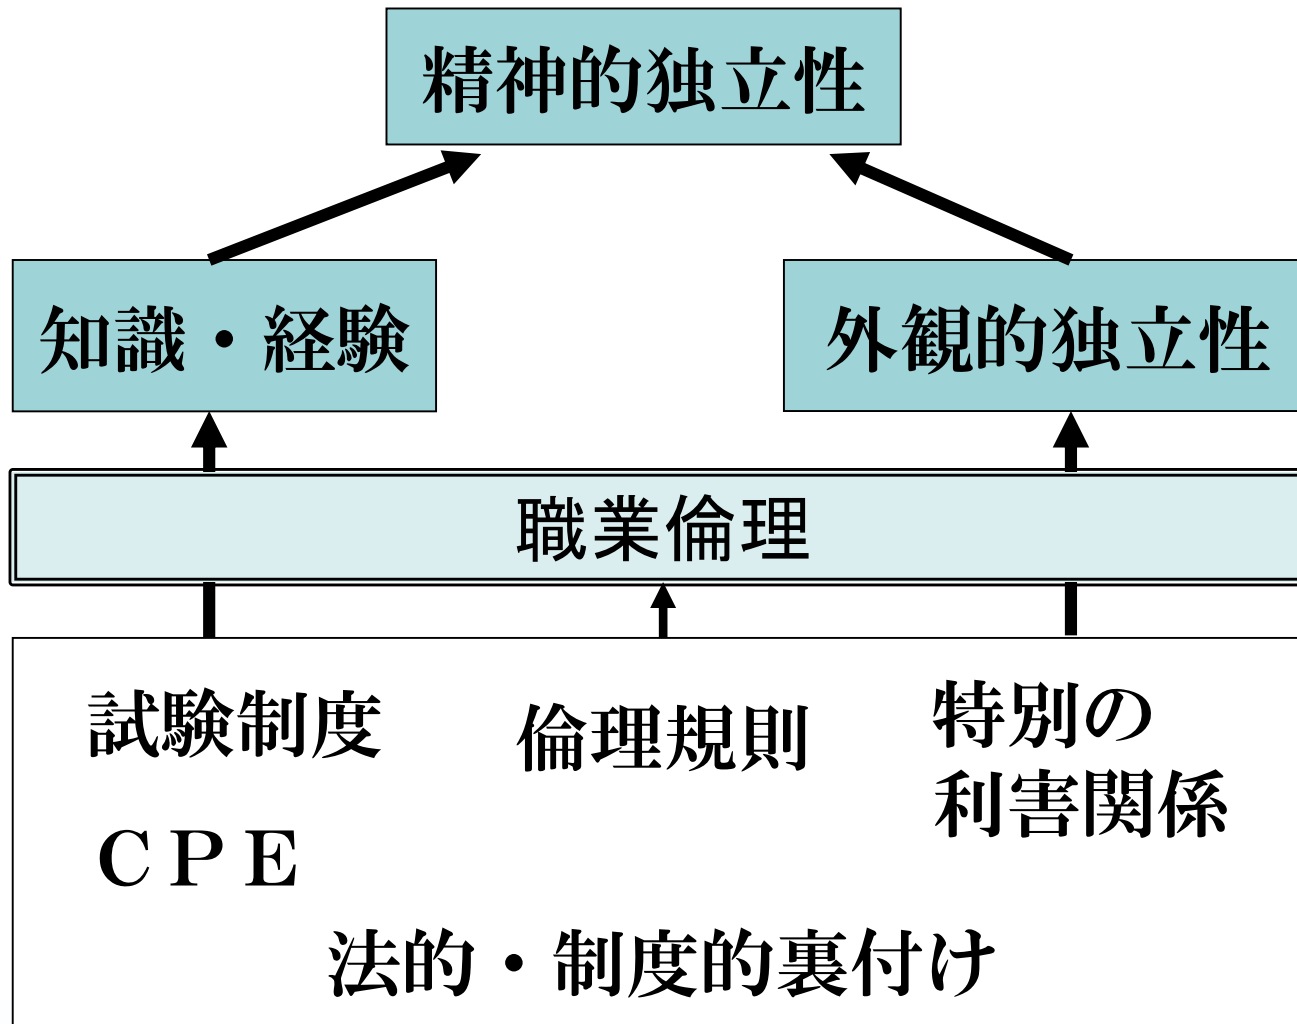 精神的独立性
知識・経験
外観的独立性
職業倫理
試験制度
倫理規則
特別の
利害関係
ＣＰＥ
法的・制度的裏付け